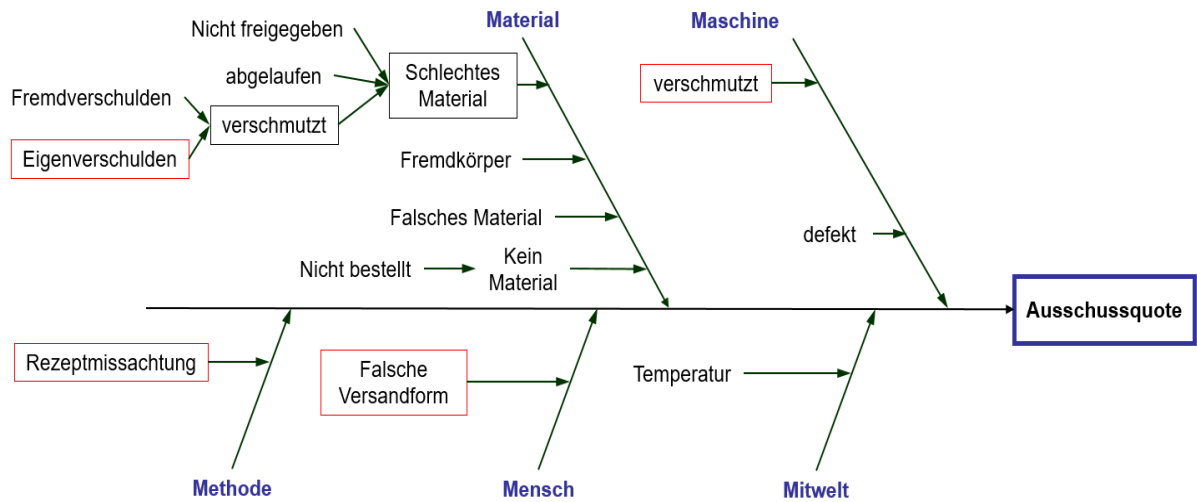 Material
Maschine
Nicht freigegeben
abgelaufen
Schlechtes
Material
verschmutzt
Fremdverschulden
verschmutzt
Eigenverschulden
Fremdkörper
Falsches Material
defekt
Nicht bestellt
Kein
Material
Ausschussquote
Rezeptmissachtung
Falsche
Versandform
Temperatur
Methode
Mensch
Mitwelt